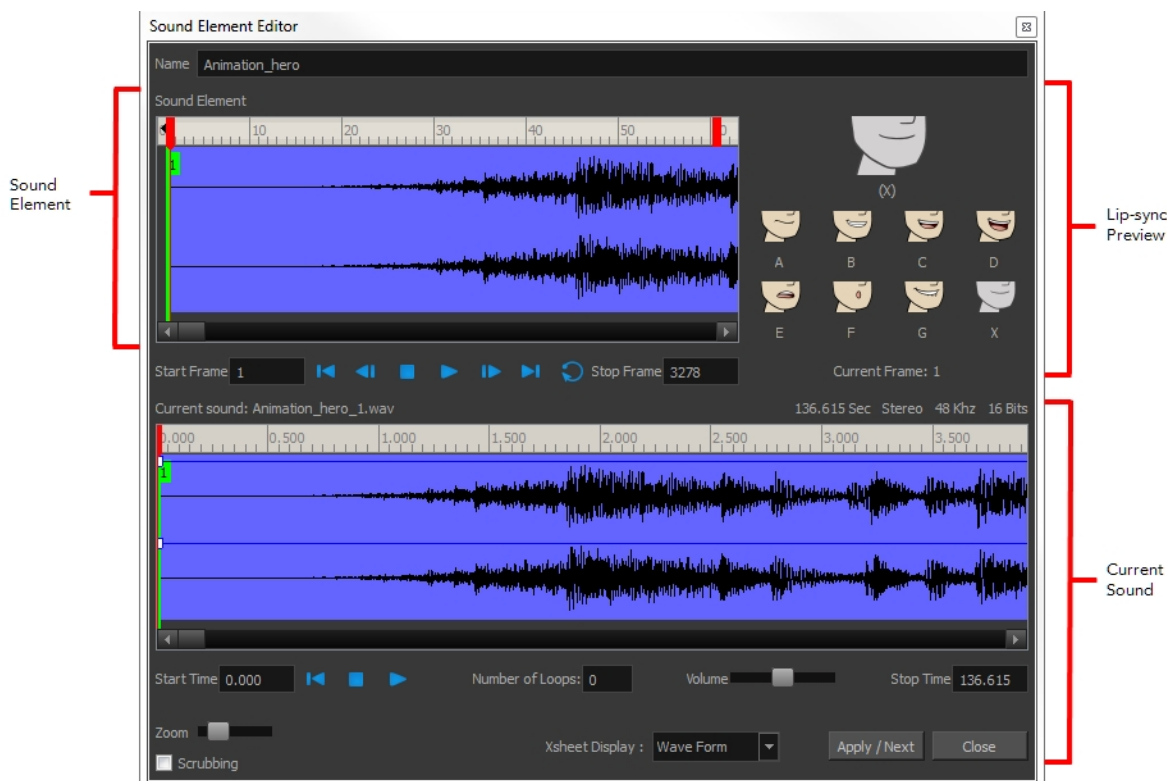 Sound Element Editor
Name Animation_hero
Sound Element
10 20 30 40 50
1
(X)
A B C D
E F G X
Start Frame 1 Stop Frame 3278 Current Frame: 1
Current sound: Animation_hero_1.wav 136.615 Sec Stereo 48 Khz 16 Bits
0.000 0.500 1.000 1.500 2.000 2.500 3.000 3.500
1
Start Time 0.000 Number of Loops: 0 Volume Stop Time 136.615
Zoom
Scrubbing
Xsheet Display : Wave Form Apply / Next Close
Sound
Element
Lip-sync
Preview
Current
Sound